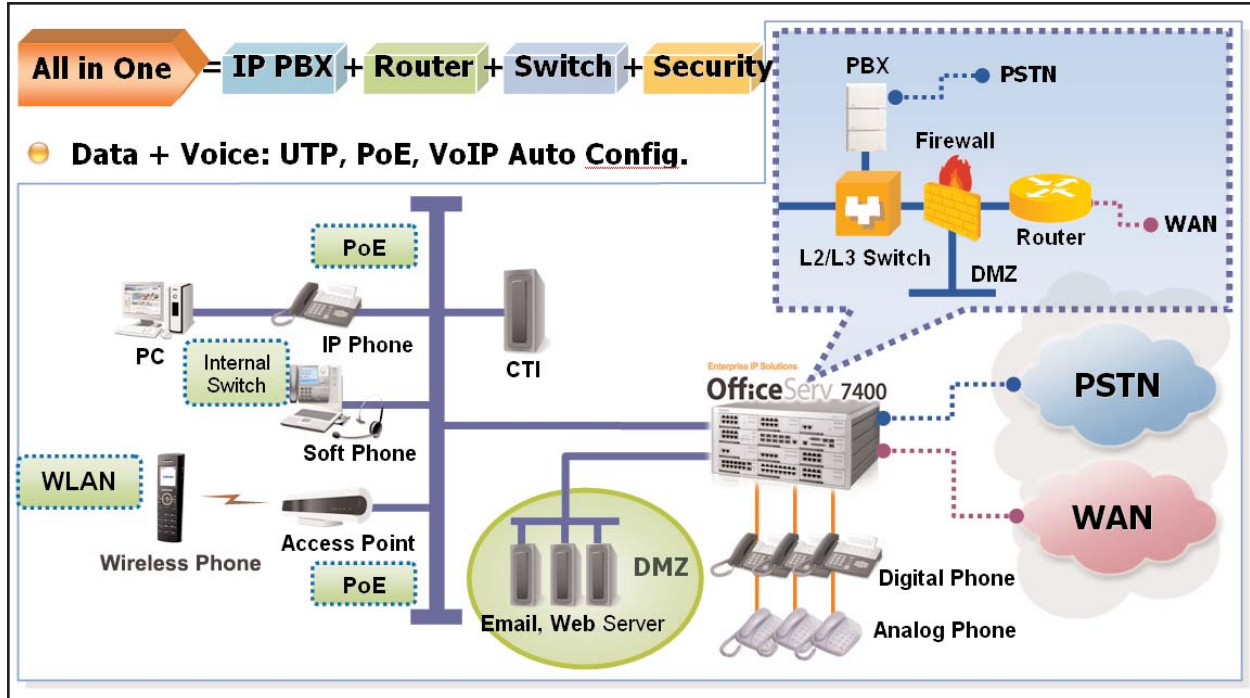 All in One = IP PBX + Router + Switch + Security
Data + Voice: UTP, PoE, VoIP Auto Config.
PBX
PSTN
Firewall
L2/L3 Switch
Router
WAN
DMZ
PoE
PC
IP Phone
CTI
Internal
Switch
Soft Phone
WLAN
Wireless Phone
Access Point
PoE
Enterprise IP Solutions
OfficeServ 7400
PSTN
WAN
DMZ
Email, Web Server
Digital Phone
Analog Phone